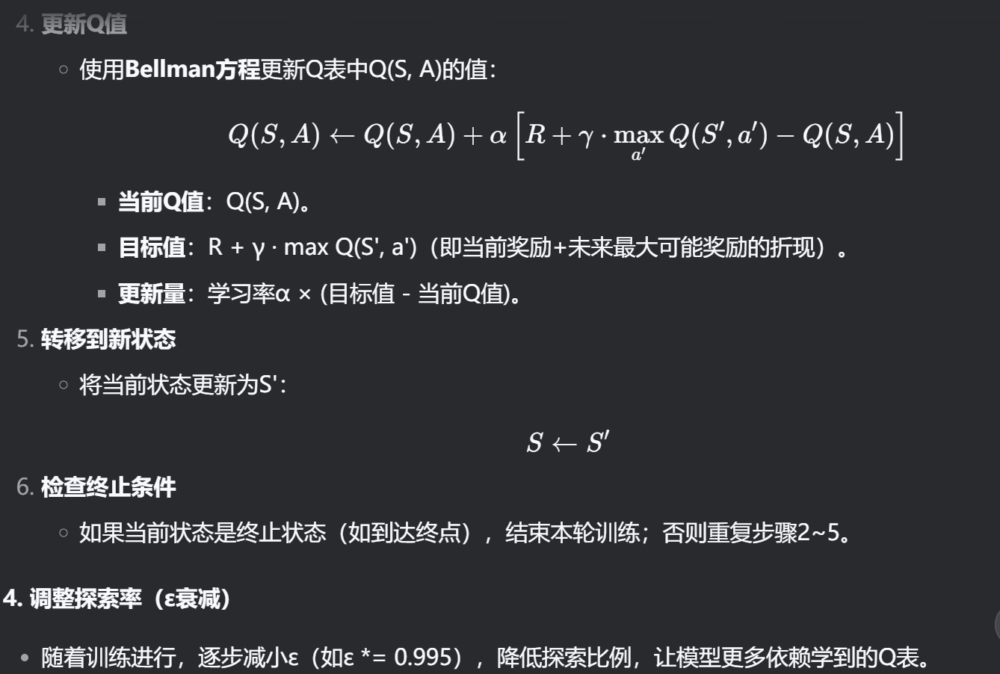 4. 更新Q值
○ 使用Bellman方程更新Q表中Q(S, A)的值：
Q(S, A) ← Q(S, A) + α [R + γ · max_{a′} Q(S′, a′) − Q(S, A)]
▪ 当前Q值：Q(S, A)。
▪ 目标值：R + γ · max Q(S', a')（即当前奖励+未来最大可能奖励的折现）。
▪ 更新量：学习率α × (目标值 - 当前Q值)。
5. 转移到新状态
○ 将当前状态更新为S'：
S ← S′
6. 检查终止条件
○ 如果当前状态是终止状态（如到达终点），结束本轮训练；否则重复步骤2~5。
4. 调整探索率（ε衰减）
• 随着训练进行，逐步减小ε（如ε *= 0.995），降低探索比例，让模型更多依赖学到的Q表。